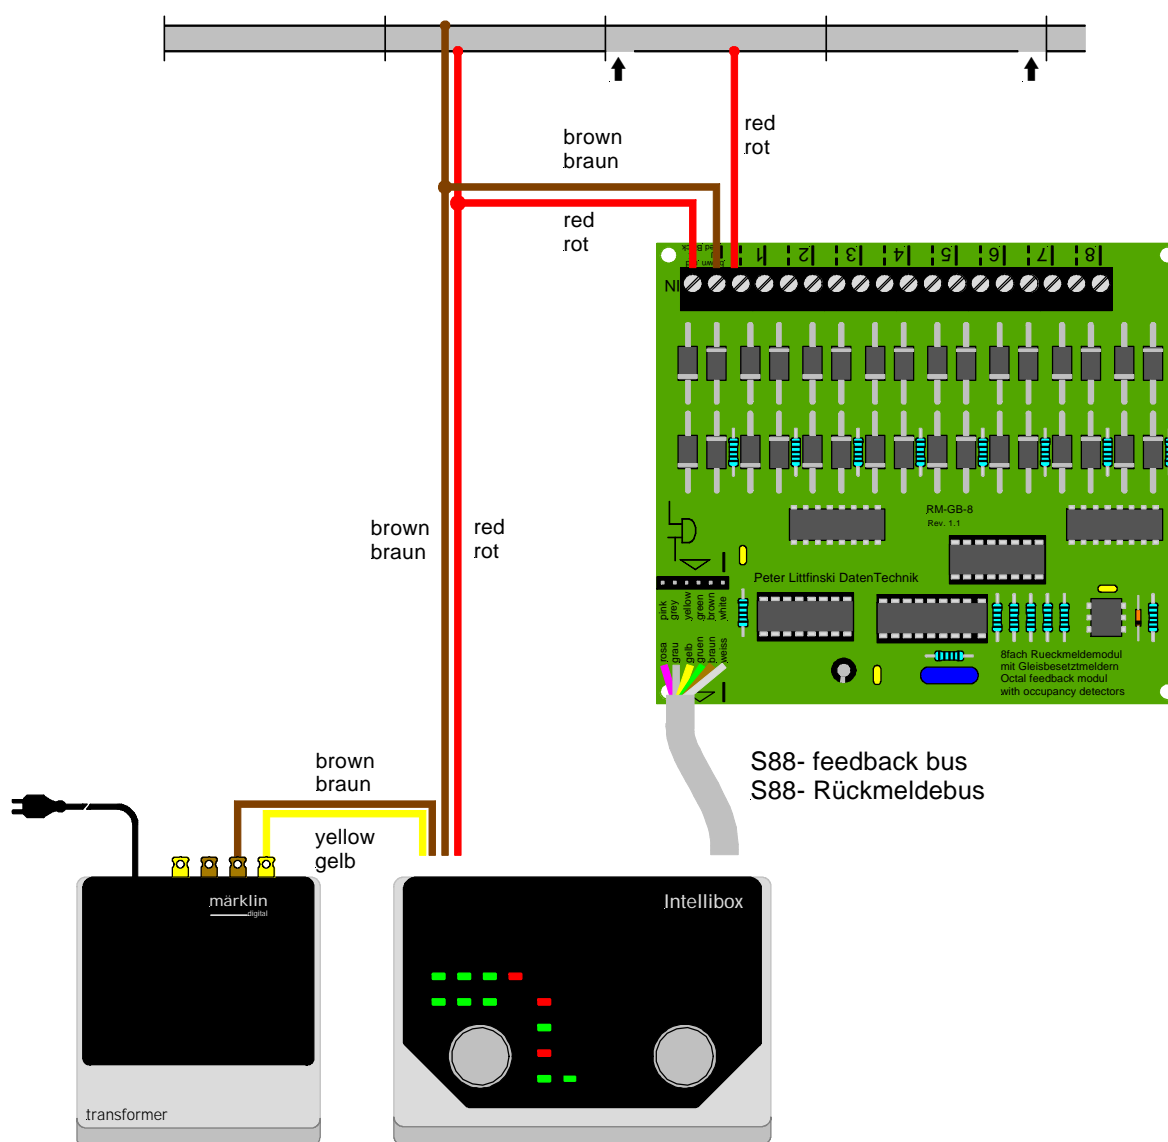 brown
braun
red
rot
red
rot
IN
1
2
3
4
5
6
7
8
brown
braun
red
rot
RM-GB-8
Rev. 1.1
Peter Littfinski DatenTechnik
pink
grey
yellow
green
brown
white
rosa
grau
gelb
gruen
braun
weiss
8fach Rueckmeldemodul
mit Gleisbesetztmeldern
Octal feedback modul
with occupancy detectors
S88- feedback bus
S88- Rückmeldebus
brown
braun
yellow
gelb
märklin
digital
Intellibox
transformer